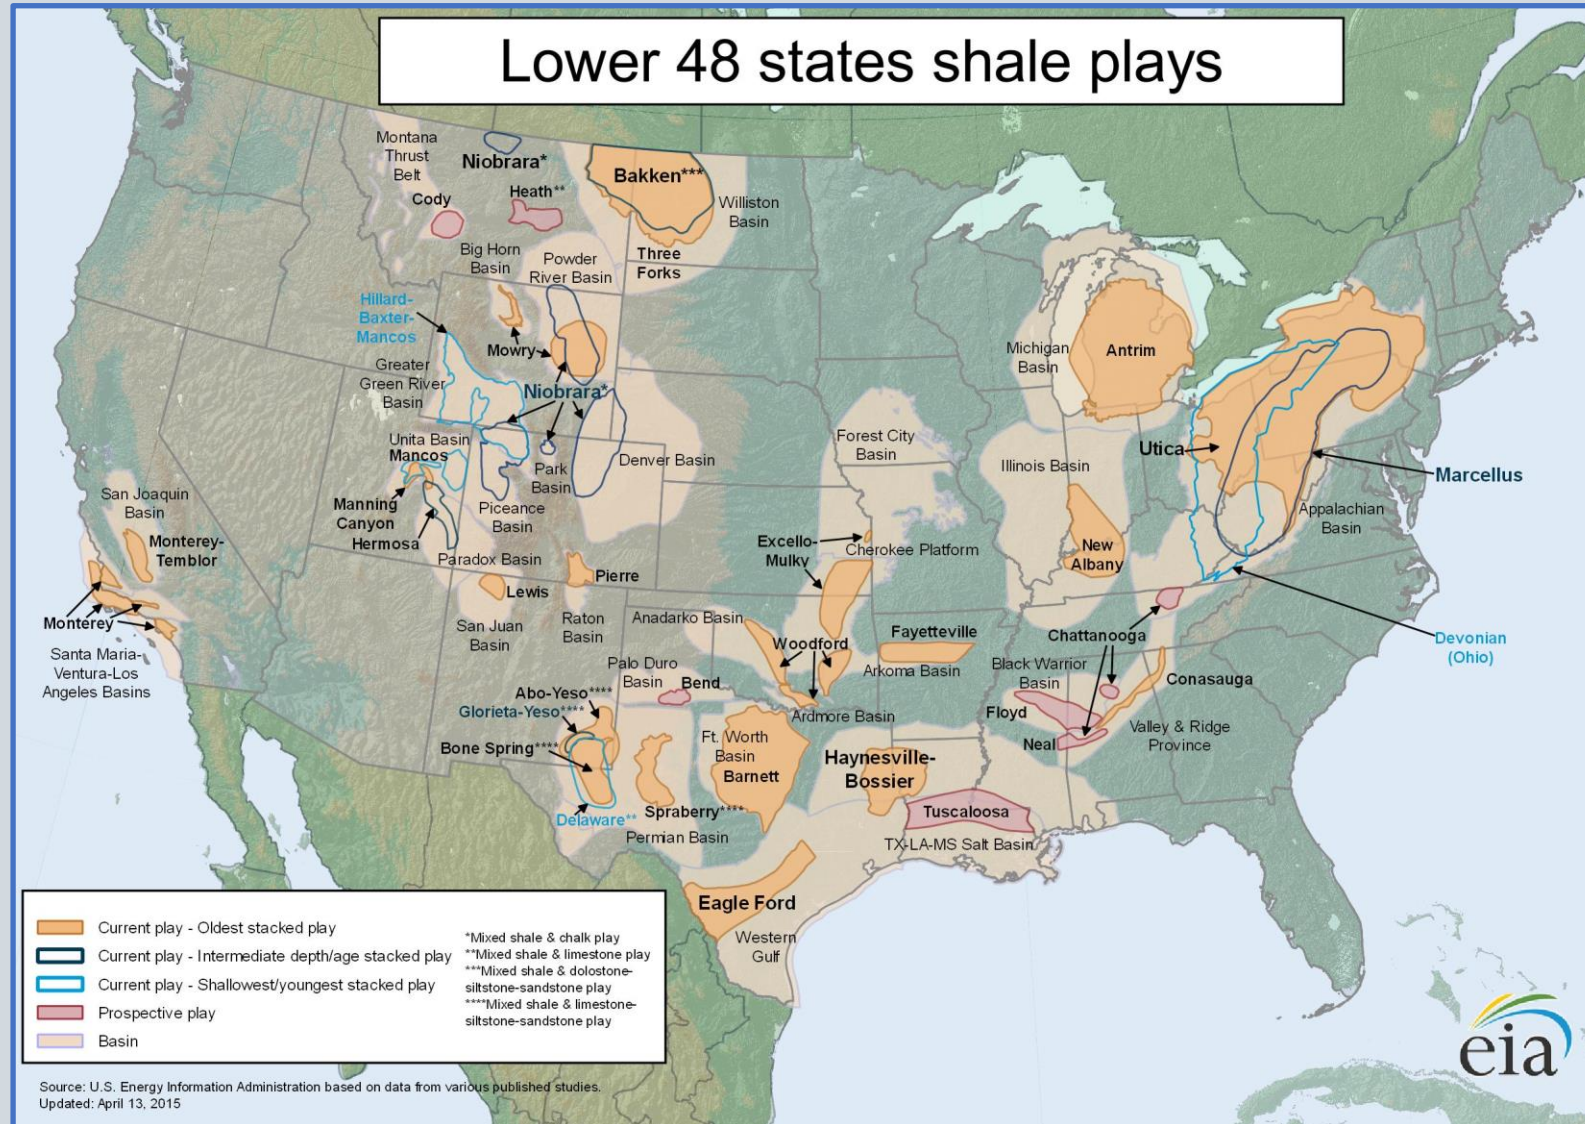 Lower 48 states shale plays
Montana
Thrust
Belt
Niobrara*
Bakken***
Cody
Heath**
Williston
Basin
Big Horn
Basin
Powder
River Basin
Three
Forks
Hillard-
Baxter-
Mancos
Mowry
Greater
Green River
Basin
Niobrara*
Michigan
Basin
Antrim
Unita Basin
Mancos
Park
Basin
Denver Basin
Forest City
Basin
Illinois Basin
Utica
Marcellus
Appalachian
Basin
San Joaquin
Basin
Manning
Canyon
Hermosa
Piceance
Basin
Monterey-
Temblor
Paradox Basin
Excello-
Mulky
Cherokee Platform
New
Albany
Pierre
Lewis
Monterey
San Juan
Basin
Raton
Basin
Anadarko Basin
Woodford
Fayetteville
Chattanooga
Devonian
(Ohio)
Santa Maria-
Ventura-Los
Angeles Basins
Palo Duro
Basin
Bend
Arkoma Basin
Black Warrior
Basin
Conasauga
Abo-Yeso****
Glorieta-Yeso****
Bone Spring****
Ardmore Basin
Floyd
Neal
Valley & Ridge
Province
Ft. Worth
Basin
Barnett
Haynesville-
Bossier
Delaware**
Spraberry****
Permian Basin
Tuscaloosa
TX-LA-MS Salt Basin
Eagle Ford
Western
Gulf
Current play - Oldest stacked play
Current play - Intermediate depth/age stacked play
Current play - Shallowest/youngest stacked play
Prospective play
Basin
*Mixed shale & chalk play
**Mixed shale & limestone play
***Mixed shale & dolostone-
siltstone-sandstone play
****Mixed shale & limestone-
siltstone-sandstone play
eia
Source: U.S. Energy Information Administration based on data from various published studies.
Updated: April 13, 2015